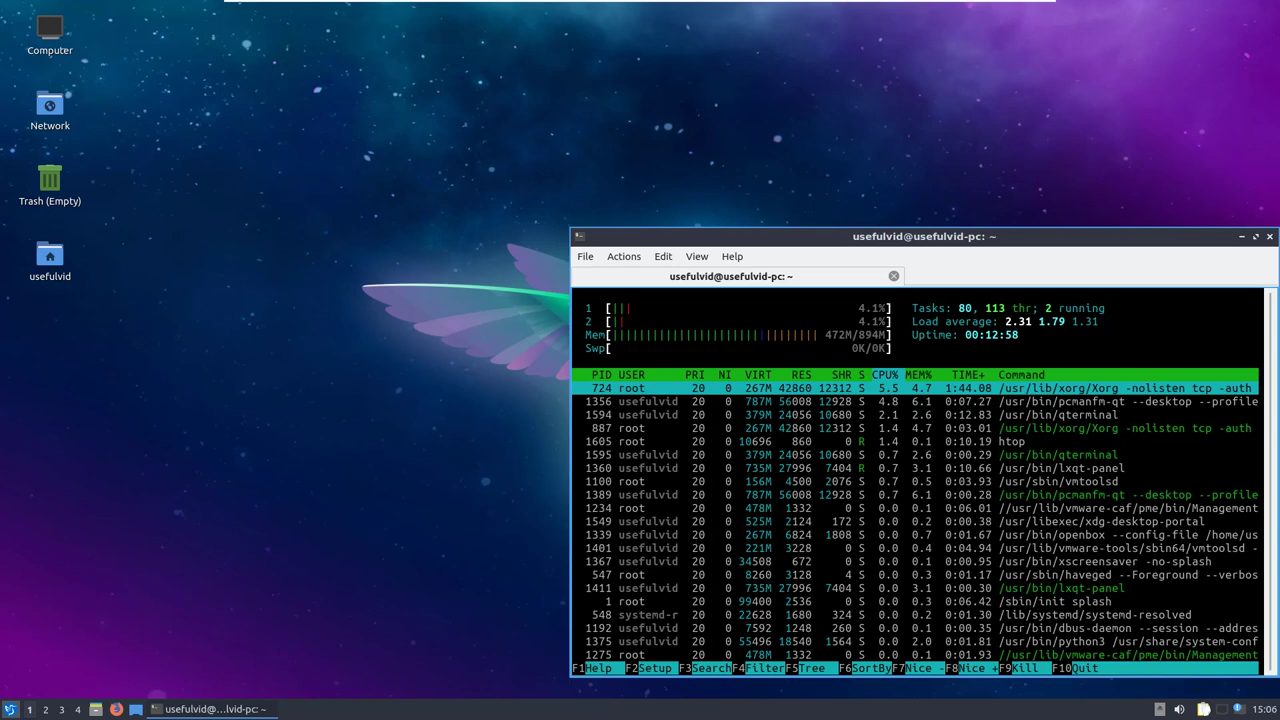 Computer
Network
Trash (Empty)
usefulvid
usefulvid@usefulvid-pc: ~
File Actions Edit View Help
usefulvid@usefulvid-pc: ~
1 [||| 4.1%] Tasks: 80, 113 thr; 2 running
2 [|| 4.1%] Load average: 2.31 1.79 1.31
Mem[||||||||||||||||||||||||||||||| 472M/894M] Uptime: 00:12:58
Swp[ 0K/0K]
PID USER PRI NI VIRT RES SHR S CPU% MEM% TIME+ Command
724 root 20 0 267M 42860 12312 S 5.5 4.7 1:44.08 /usr/lib/xorg/Xorg -nolisten tcp -auth
1356 usefulvid 20 0 787M 56008 12928 S 4.8 6.1 0:07.27 /usr/bin/pcmanfm-qt --desktop --profile
1594 usefulvid 20 0 379M 24056 10680 S 2.1 2.6 0:12.83 /usr/bin/qterminal
887 root 20 0 267M 42860 12312 S 1.4 4.7 0:03.01 /usr/lib/xorg/Xorg -nolisten tcp -auth
1605 usefulvid 20 0 10696 860 0 R 1.4 0.1 0:10.19 htop
1595 usefulvid 20 0 379M 24056 10680 S 0.7 2.6 0:00.29 /usr/bin/qterminal
1360 usefulvid 20 0 735M 27996 7404 R 0.7 3.1 0:10.66 /usr/bin/lxqt-panel
1100 root 20 0 156M 4500 2076 S 0.7 0.5 0:03.93 /usr/sbin/vmtoolsd
1389 usefulvid 20 0 787M 56008 12928 S 0.7 6.1 0:00.28 /usr/bin/pcmanfm-qt --desktop --profile
1234 root 20 0 478M 1332 0 S 0.0 0.1 0:06.01 //usr/lib/vmware-caf/pme/bin/Management
1549 usefulvid 20 0 525M 2124 172 S 0.0 0.2 0:00.38 /usr/libexec/xdg-desktop-portal
1339 usefulvid 20 0 267M 6824 1808 S 0.0 0.7 0:01.67 /usr/bin/openbox --config-file /home/us
1401 usefulvid 20 0 221M 3228 0 S 0.0 0.4 0:04.94 /usr/lib/vmware-tools/sbin64/vmtoolsd -
1367 usefulvid 20 0 34508 672 0 S 0.0 0.1 0:00.95 /usr/bin/xscreensaver -no-splash
547 root 20 0 8260 3128 4 S 0.0 0.3 0:01.17 /usr/sbin/haveged --Foreground --verbos
1411 usefulvid 20 0 735M 27996 7404 S 0.0 3.1 0:00.30 /usr/bin/lxqt-panel
1 root 20 0 99400 2536 0 S 0.0 0.3 0:06.42 /sbin/init splash
548 systemd-r 20 0 22628 1680 324 S 0.0 0.2 0:01.30 /lib/systemd/systemd-resolved
1192 usefulvid 20 0 7592 1248 260 S 0.0 0.1 0:00.35 /usr/bin/dbus-daemon --session --addres
1375 usefulvid 20 0 55496 18540 1564 S 0.0 2.0 0:01.81 /usr/bin/python3 /usr/share/system-conf
1275 root 20 0 478M 1332 0 S 0.0 0.1 0:01.93 //usr/lib/vmware-caf/pme/bin/Management
F1Help F2Setup F3SearchF4FilterF5Tree F6SortByF7Nice -F8Nice +F9Kill F10Quit
1 2 3 4 usefulvid@...lvid-pc: ~ 15:06